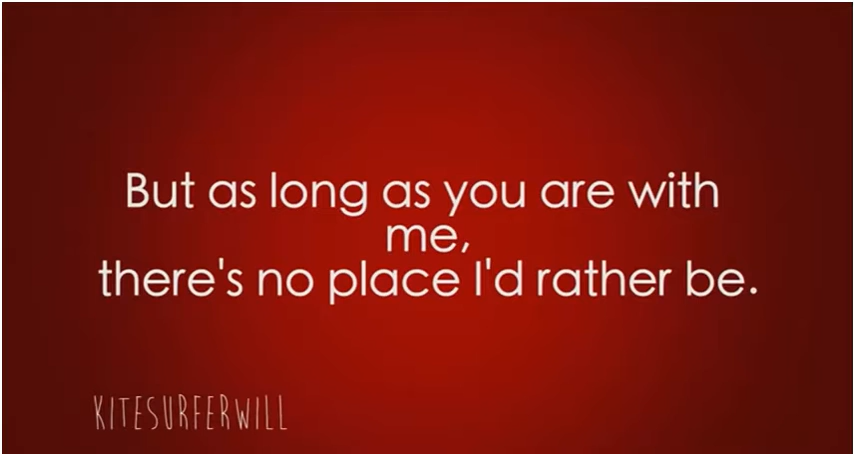 But as long as you are with
me,
there's no place I'd rather be.
KITESURFERWILL